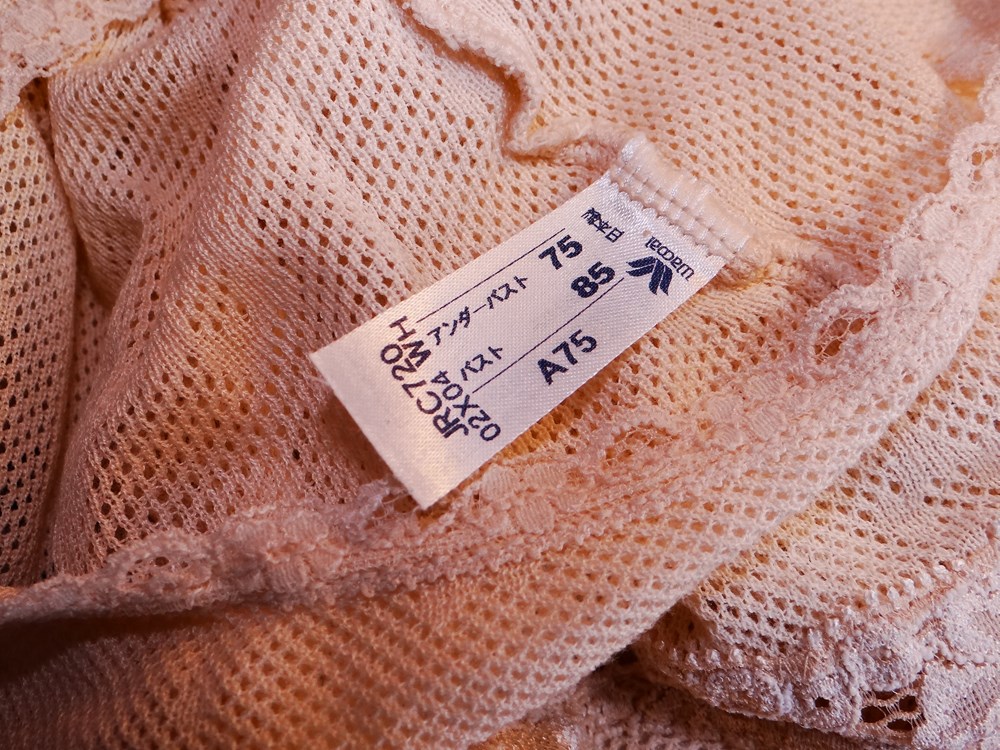 wacoal
日本製
アンダーバスト 75
バスト 85
A75
JRC720
02X04 WH